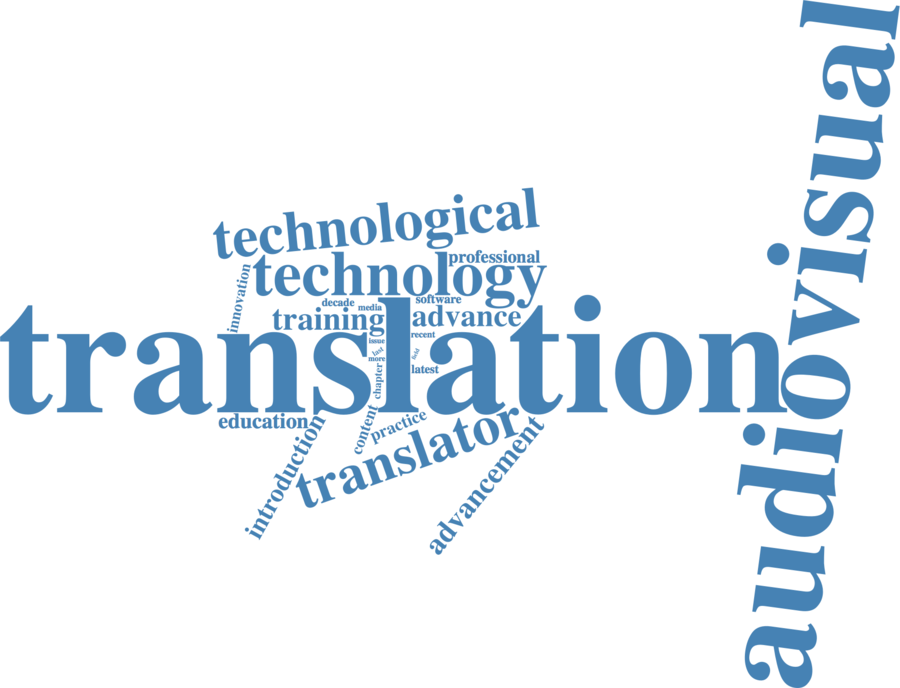 audiovisual
technological
professional
technology
innovation
decade
media
software
training
advance
translation
issue
recent
last
field
more
chapter
latest
education
introduction
content
practice
translator
advancement